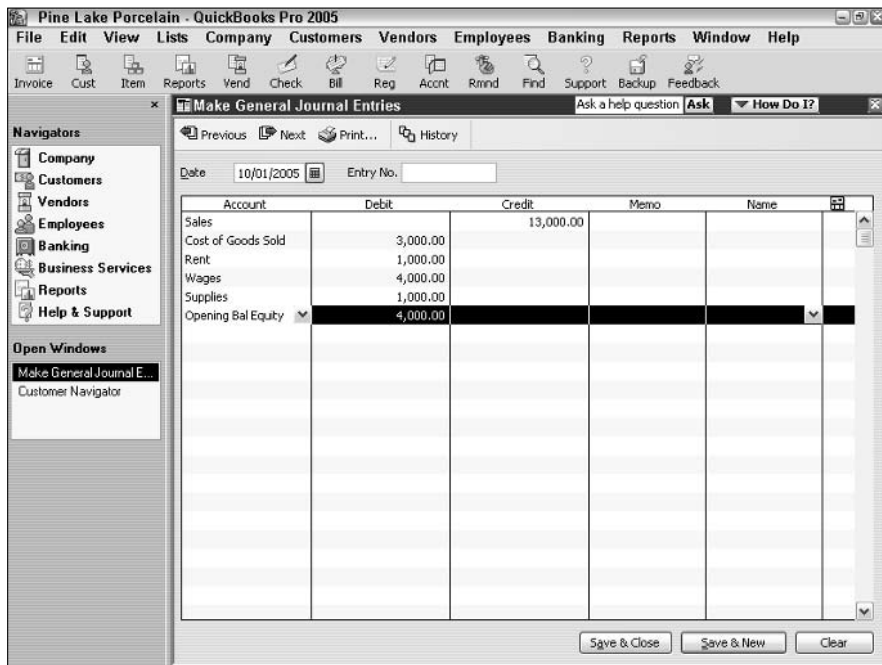 Pine Lake Porcelain - QuickBooks Pro 2005
File Edit View Lists Company Customers Vendors Employees Banking Reports Window Help
Invoice Cust Item Reports Vend Check Bill Reg Accnt Rmnd Find Support Backup Feedback
Make General Journal Entries Ask a help question Ask How Do I?
Navigators
Company
Customers
Vendors
Employees
Banking
Business Services
Reports
Help & Support
Open Windows
Make General Journal E...
Customer Navigator
Previous Next Print... History
Date 10/01/2005 Entry No.
Account Debit Credit Memo Name
Sales 13,000.00
Cost of Goods Sold 3,000.00
Rent 1,000.00
Wages 4,000.00
Supplies 1,000.00
Opening Bal Equity 4,000.00
Save & Close Save & New Clear